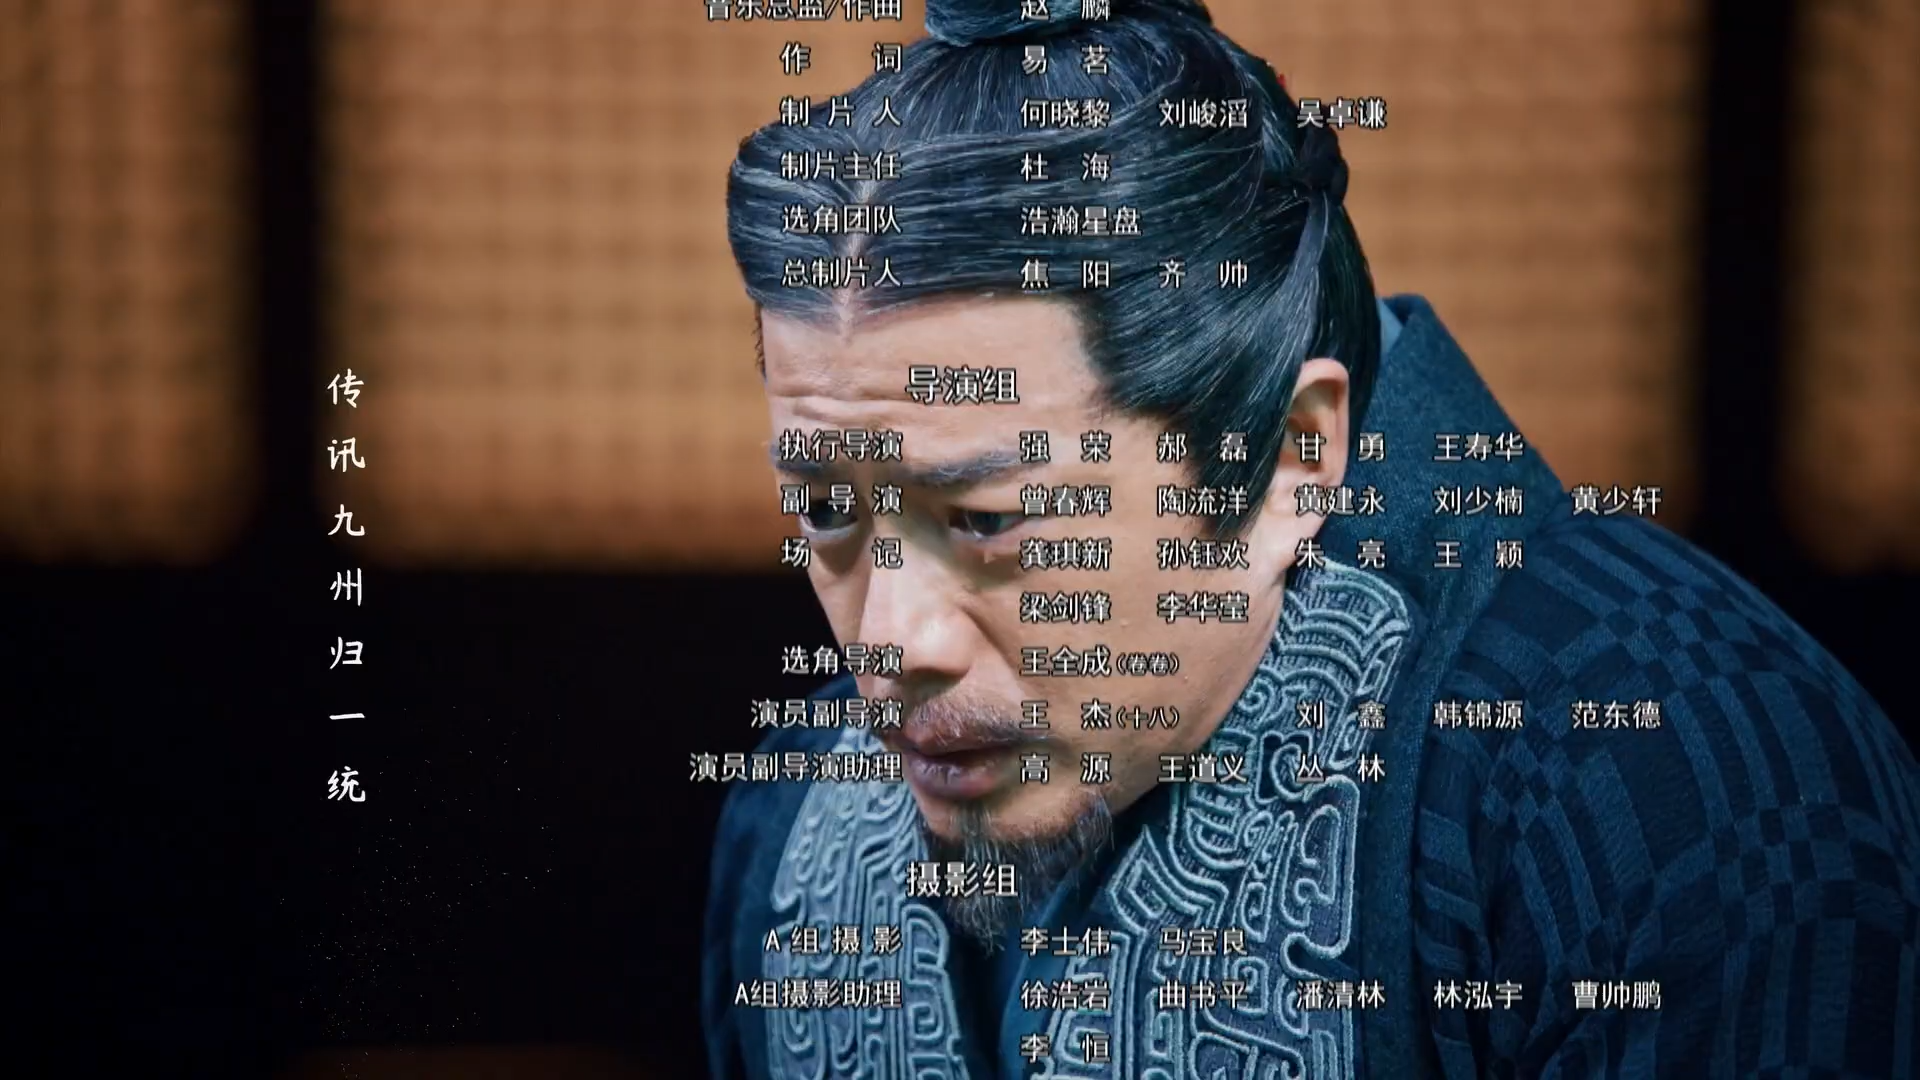 音乐总监/作曲 赵麟
作词 易茗
制片人 何晓黎 刘峻滔 吴卓谦
制片主任 杜海
选角团队 浩瀚星盘
总制片人 焦阳 齐帅
导演组
执行导演 强荣 郝磊 甘勇 王寿华
副导演 曾春辉 陶流洋 黄建永 刘少楠 黄少轩
场记 龚琪新 孙钰欢 朱亮 王颖
梁剑锋 李华莹
选角导演 王全成(卷卷)
演员副导演 王杰(十八) 刘鑫 韩锦源 范东德
演员副导演助理 高源 王道义 丛林
摄影组
A组摄影 李士伟 马宝良
A组摄影助理 徐浩岩 曲书平 潘清林 林泓宇 曹帅鹏
李恒
传讯九州归一统